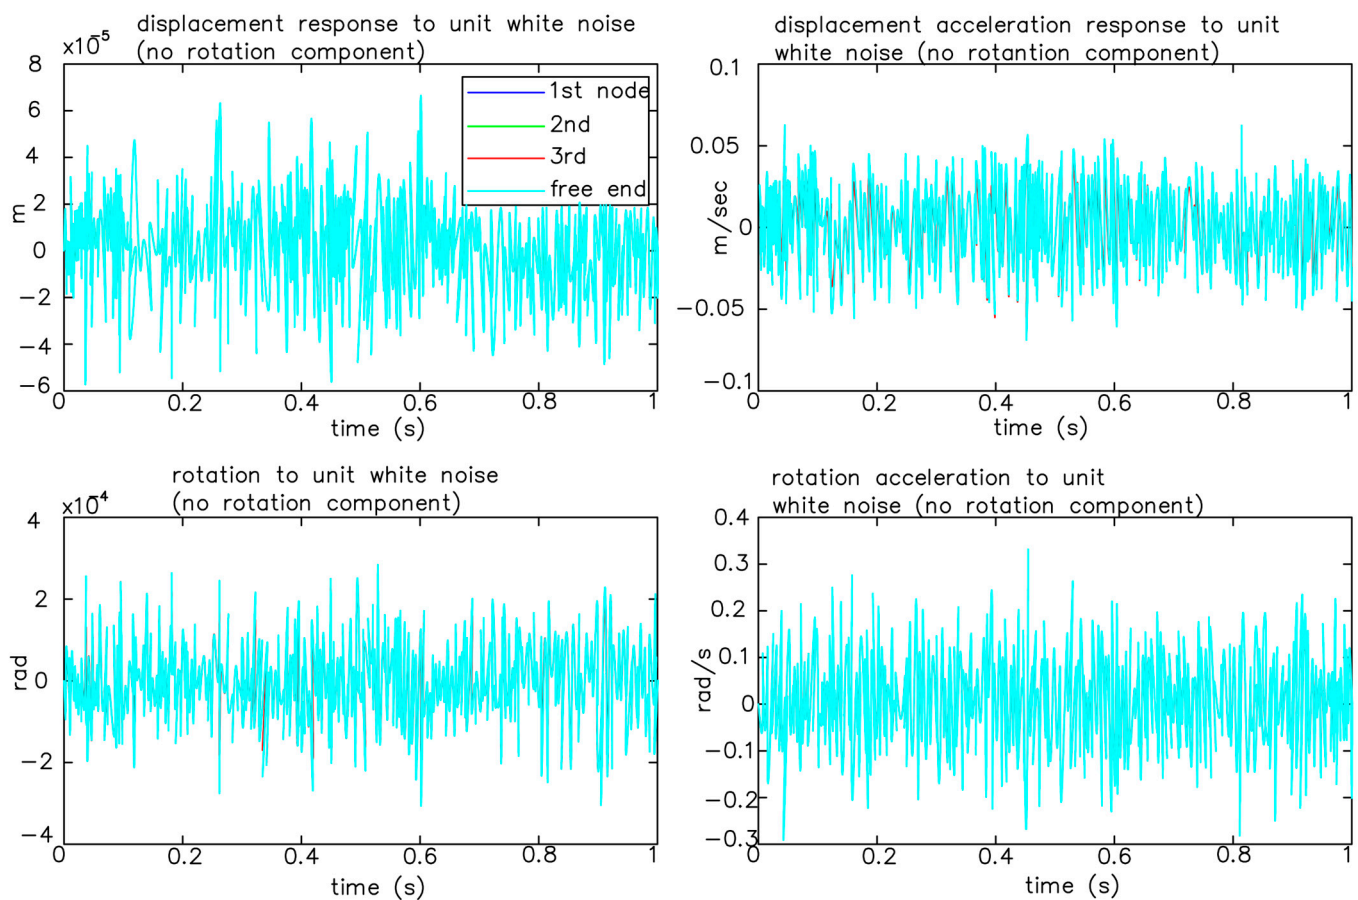 displacement response to unit white noise
(no rotation component)
×10^-5
8
6
4
2
0
−2
−4
−6
m
1st node
2nd
3rd
free end
0 0.2 0.4 0.6 0.8 1
time (s)
displacement acceleration response to unit
white noise (no rotantion component)
0.1
0.05
0
−0.05
−0.1
m/sec
0 0.2 0.4 0.6 0.8 1
time (s)
rotation to unit white noise
(no rotation component)
×10^-4
4
2
0
−2
−4
rad
0 0.2 0.4 0.6 0.8 1
time (s)
rotation acceleration to unit
white noise (no rotation component)
0.4
0.3
0.2
0.1
0
−0.1
−0.2
−0.3
rad/s
0 0.2 0.4 0.6 0.8 1
time (s)